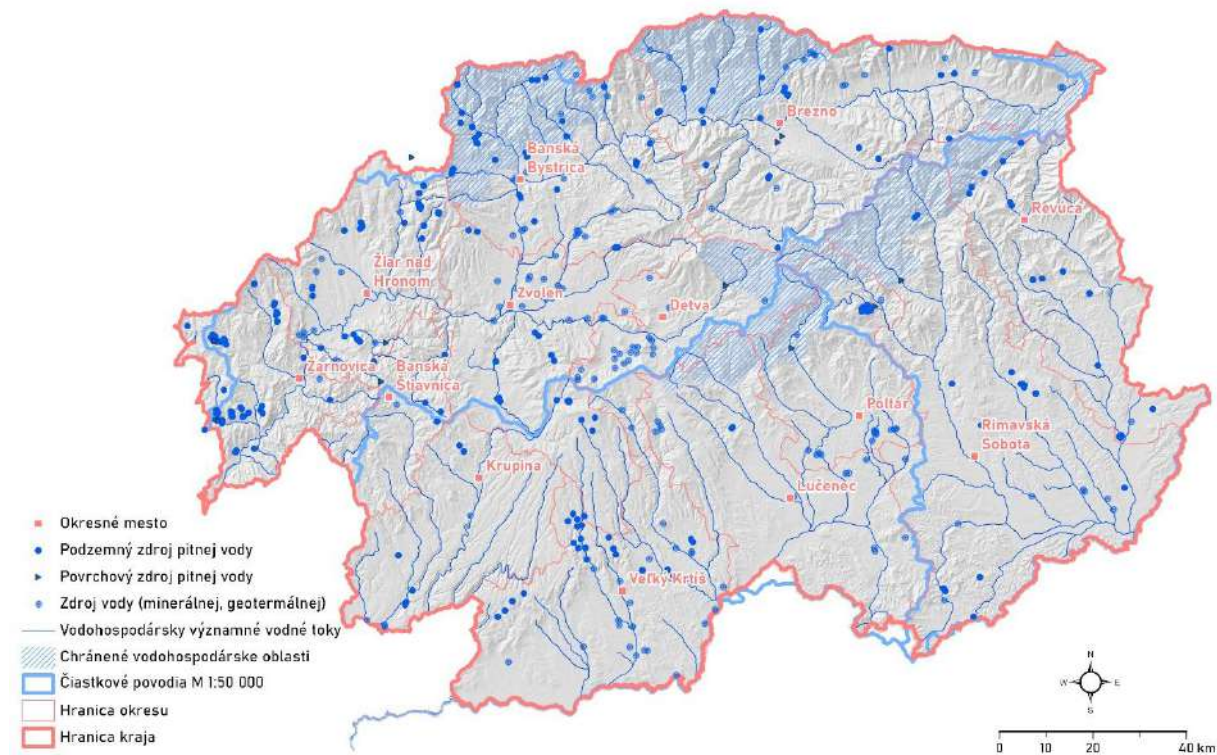 Brezno
Banská
Bystrica
Revúca
Žiar nad
Hronom
Zvolen
Detva
Žarnovica
Banská
Štiavnica
Poltár
Rimavská
Sobota
Krupina
Lučenec
Veľký Krtíš
Okresné mesto
Podzemný zdroj pitnej vody
Povrchový zdroj pitnej vody
Zdroj vody (minerálnej, geotermálnej)
Vodohospodársky významné vodné toky
Chránené vodohospodárske oblasti
Čiastkové povodia M 1:50 000
Hranica okresu
Hranica kraja
N
W
E
S
0 10 20 40 km